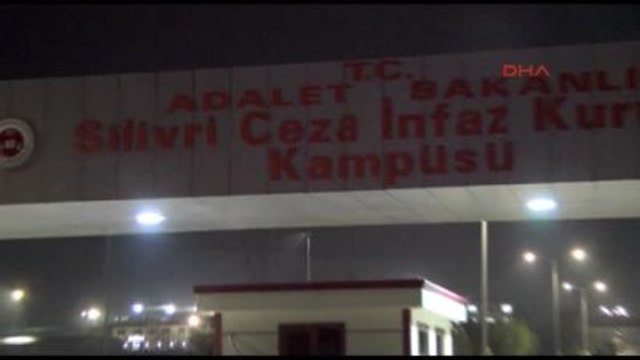 T.C.
DHA
ADALET BAKANLI
Silivri Ceza İnfaz Kur
Kampüsü